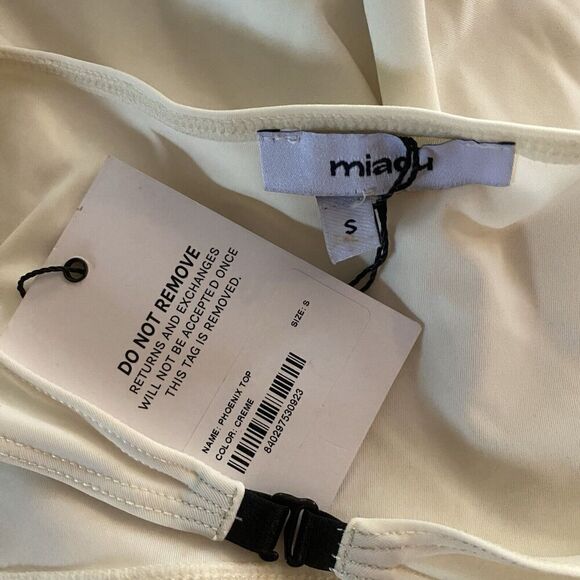 miaou
S
DO NOT REMOVE
RETURNS AND EXCHANGES
WILL NOT BE ACCEPTED ONCE
THIS TAG IS REMOVED.
NAME: PHOENIX TOP
COLOR: CREME
SIZE: S
840297530923